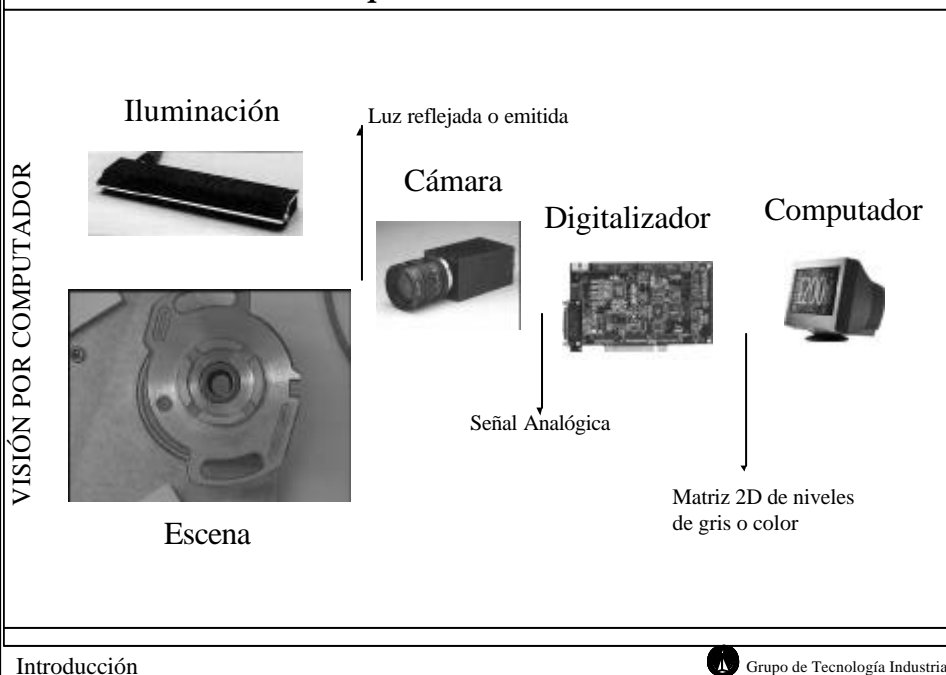 Iluminación
Luz reflejada o emitida
Cámara
Digitalizador
Computador
VISIÓN POR COMPUTADOR
Señal Analógica
Matriz 2D de niveles
de gris o color
Escena
Introducción
Grupo de Tecnología Industria